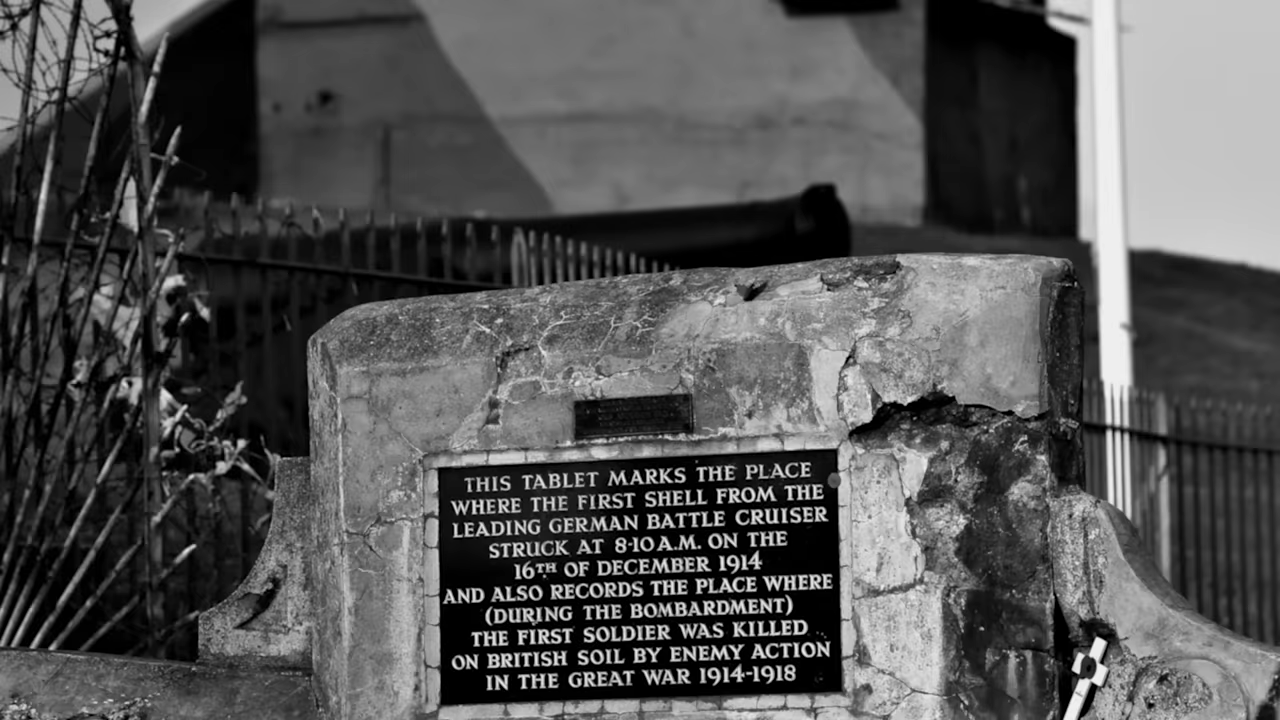 THIS TABLET MARKS THE PLACE
WHERE THE FIRST SHELL FROM THE
LEADING GERMAN BATTLE CRUISER
STRUCK AT 8·10 A.M. ON THE
16TH OF DECEMBER 1914
AND ALSO RECORDS THE PLACE WHERE
(DURING THE BOMBARDMENT)
THE FIRST SOLDIER WAS KILLED
ON BRITISH SOIL BY ENEMY ACTION
IN THE GREAT WAR 1914-1918